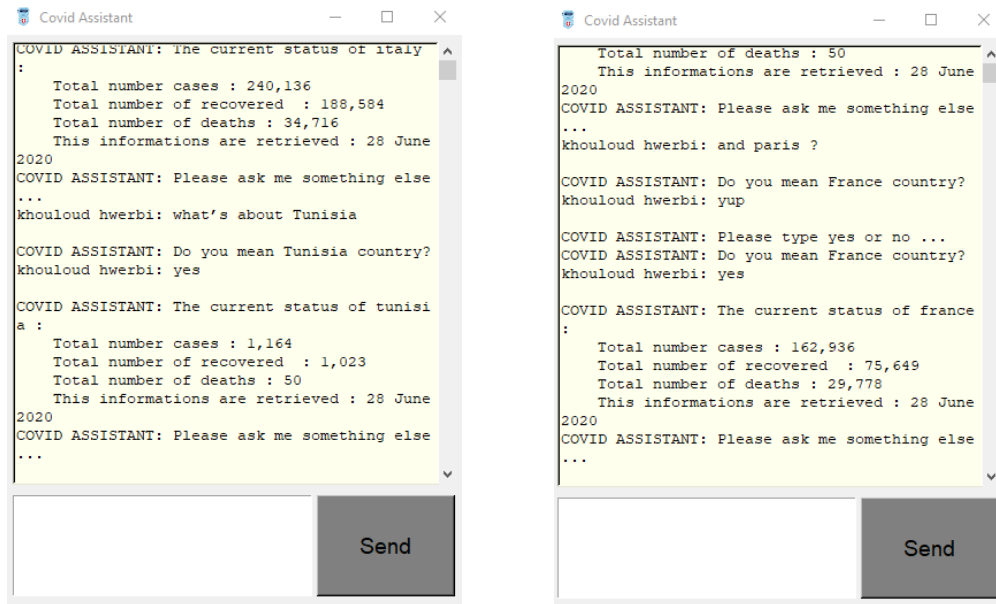 Covid Assistant
COVID ASSISTANT: The current status of italy
:
Total number cases : 240,136
Total number of recovered : 188,584
Total number of deaths : 34,716
This informations are retrieved : 28 June
2020
COVID ASSISTANT: Please ask me something else
...
khouloud hwerbi: what's about Tunisia
COVID ASSISTANT: Do you mean Tunisia country?
khouloud hwerbi: yes
COVID ASSISTANT: The current status of tunisi
a :
Total number cases : 1,164
Total number of recovered : 1,023
Total number of deaths : 50
This informations are retrieved : 28 June
2020
COVID ASSISTANT: Please ask me something else
...
Send
Covid Assistant
Total number of deaths : 50
This informations are retrieved : 28 June
2020
COVID ASSISTANT: Please ask me something else
...
khouloud hwerbi: and paris ?
COVID ASSISTANT: Do you mean France country?
khouloud hwerbi: yup
COVID ASSISTANT: Please type yes or no ...
COVID ASSISTANT: Do you mean France country?
khouloud hwerbi: yes
COVID ASSISTANT: The current status of france
:
Total number cases : 162,936
Total number of recovered : 75,649
Total number of deaths : 29,778
This informations are retrieved : 28 June
2020
COVID ASSISTANT: Please ask me something else
...
Send